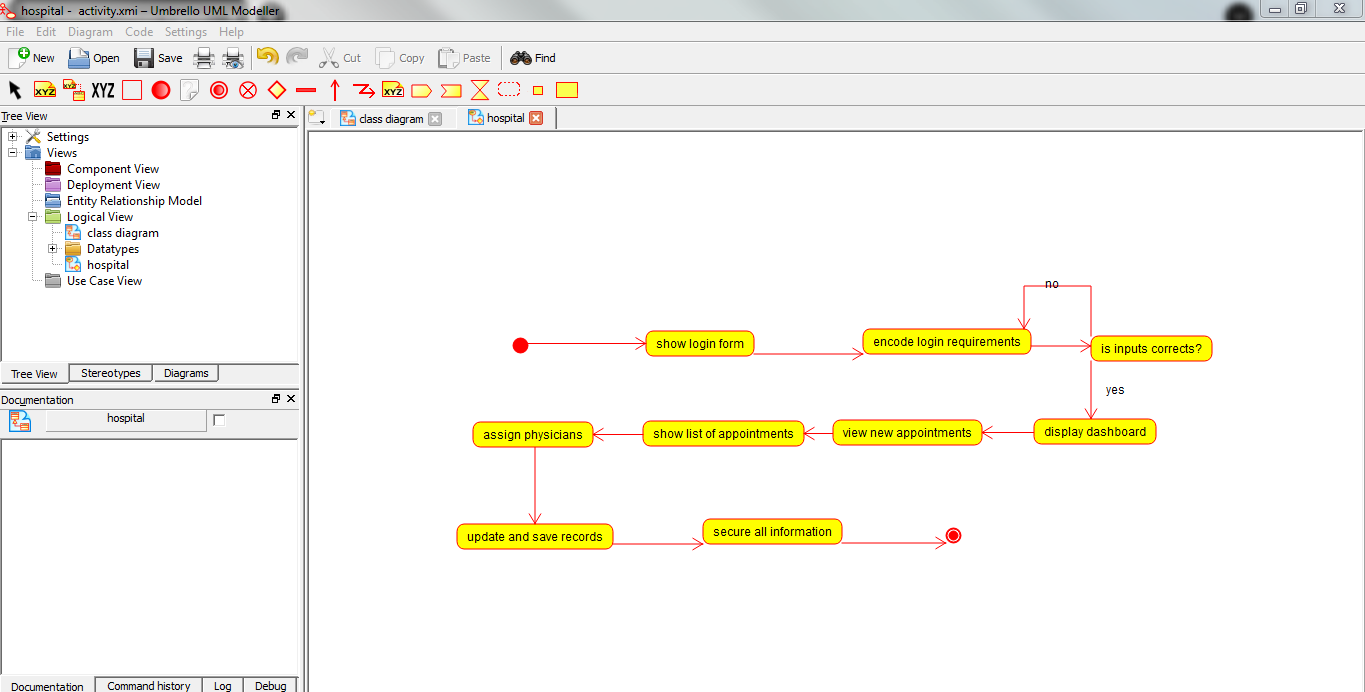 hospital - activity.xmi – Umbrello UML Modeller
File Edit Diagram Code Settings Help
New Open Save Cut Copy Paste Find
XYZ XYZ XYZ XYZ
Tree View
class diagram hospital
Settings
Views
Component View
Deployment View
Entity Relationship Model
Logical View
class diagram
Datatypes
hospital
Use Case View
Tree View Stereotypes Diagrams
Documentation
hospital
Documentation Command history Log Debug
no
show login form
encode login requirements
is inputs corrects?
yes
assign physicians
show list of appointments
view new appointments
display dashboard
update and save records
secure all information